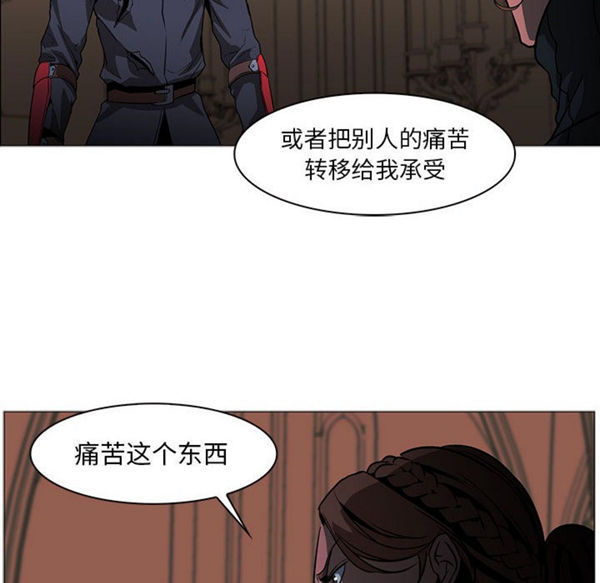 或者把别人的痛苦
转移给我承受
痛苦这个东西